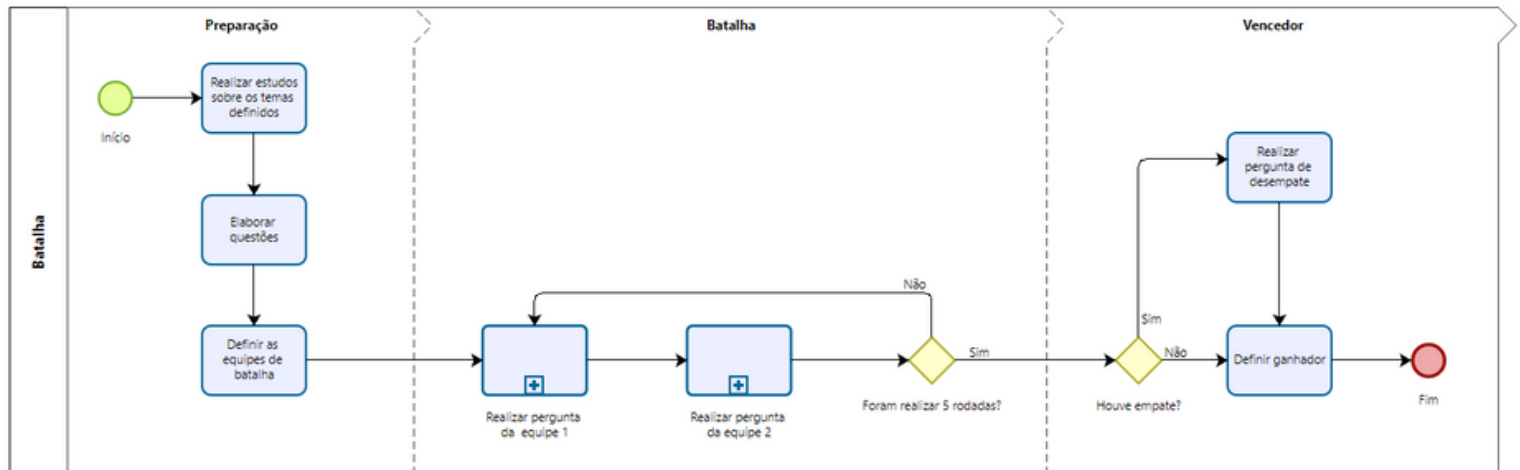 Batalha
Preparação
Batalha
Vencedor
Início
Realizar estudos
sobre os temas
definidos
Elaborar
questões
Definir as
equipes de
batalha
Realizar pergunta
da equipe 1
Realizar pergunta
da equipe 2
Não
Sim
Foram realizar 5 rodadas?
Houve empate?
Sim
Não
Realizar
pergunta de
desempate
Definir ganhador
Fim